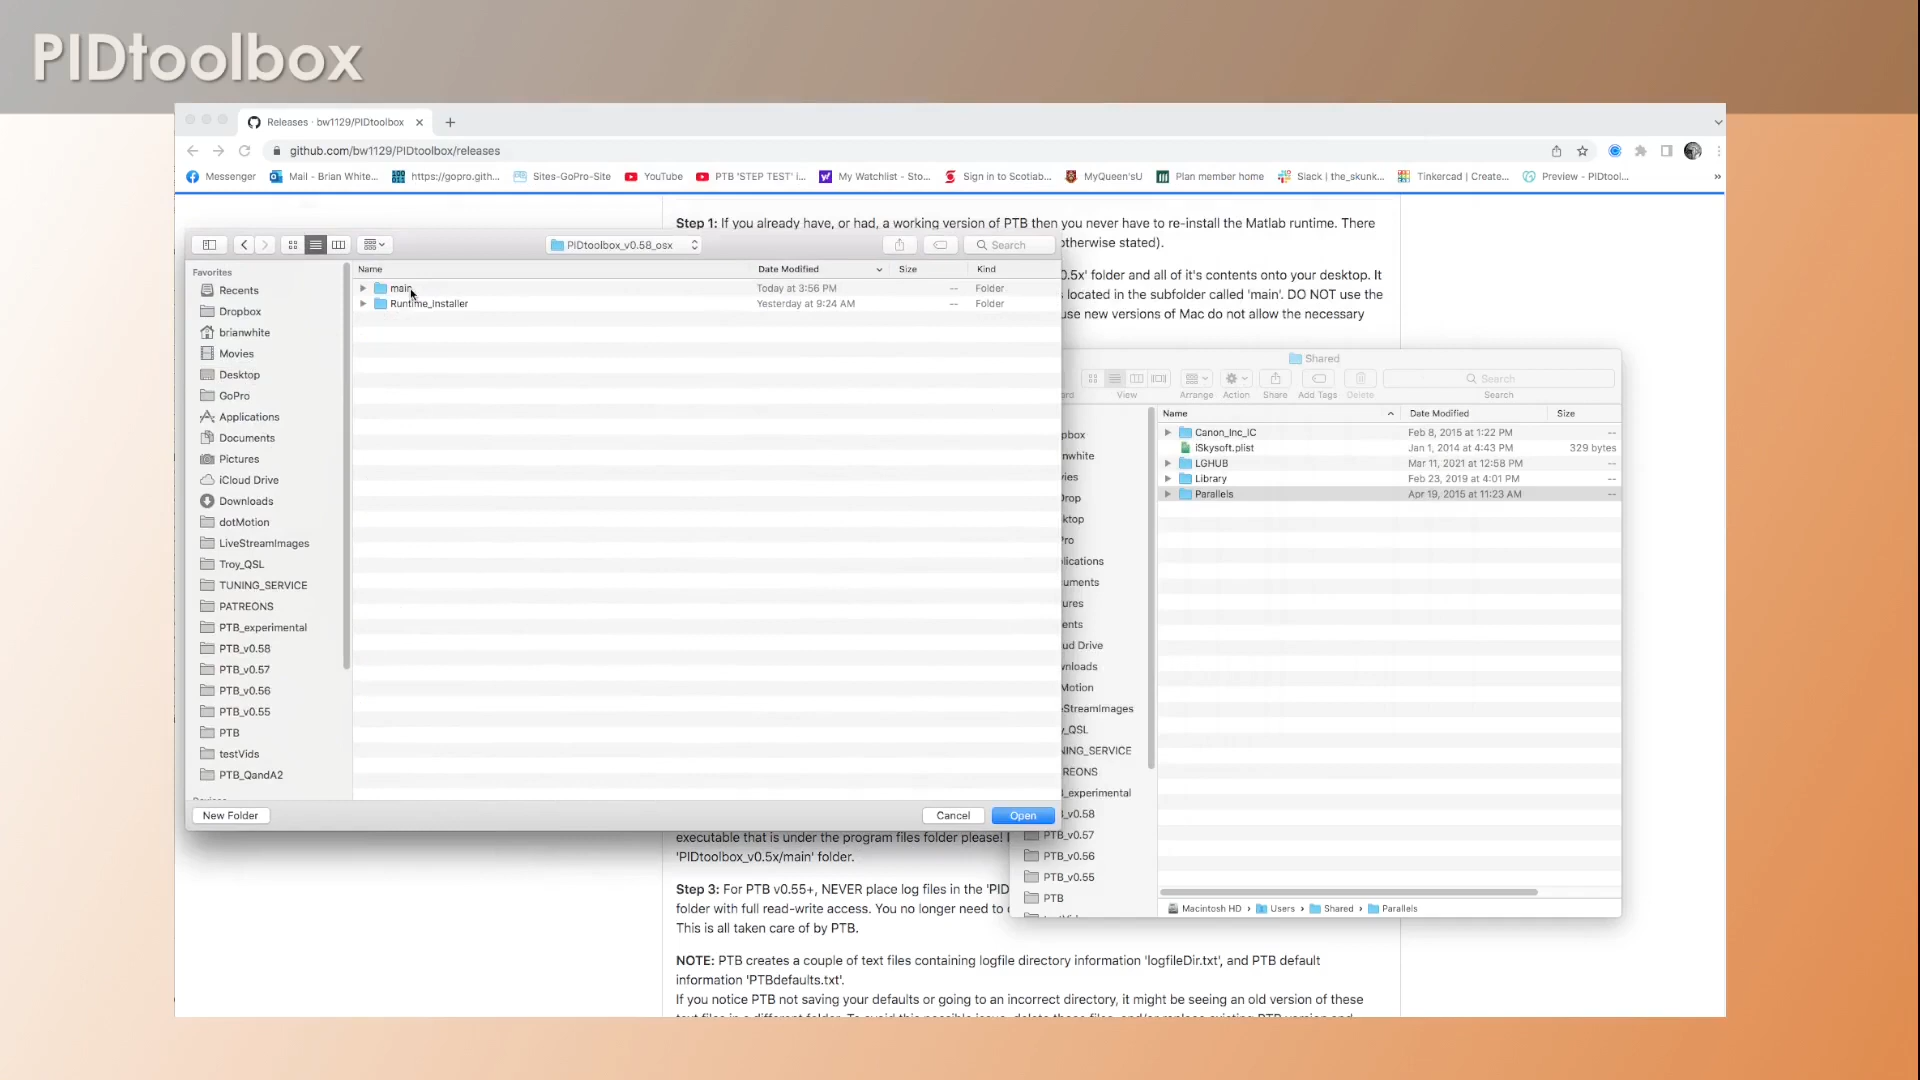 PIDtoolbox
Releases · bw1129/PIDtoolbox
github.com/bw1129/PIDtoolbox/releases
Messenger
Mail - Brian White...
https://gopro.gith...
Sites-GoPro-Site
YouTube
PTB 'STEP TEST' i...
My Watchlist - Sto...
Sign in to Scotiab...
MyQueen'sU
Plan member home
Slack | the_skunk...
Tinkercad | Create...
Preview - PIDtool...
Step 1: If you already have, or had, a working version of PTB then you never have to re-install the Matlab runtime. There
otherwise stated).
0.5x' folder and all of it's contents onto your desktop. It
located in the subfolder called 'main'. DO NOT use the
use new versions of Mac do not allow the necessary
PIDtoolbox_v0.58_osx
Search
Favorites
Recents
Dropbox
brianwhite
Movies
Desktop
GoPro
Applications
Documents
Pictures
iCloud Drive
Downloads
dotMotion
LiveStreamImages
Troy_QSL
TUNING_SERVICE
PATREONS
PTB_experimental
PTB_v0.58
PTB_v0.57
PTB_v0.56
PTB_v0.55
PTB
testVids
PTB_QandA2
Name Date Modified Size Kind
main Today at 3:56 PM -- Folder
Runtime_Installer Yesterday at 9:24 AM -- Folder
New Folder
Cancel
Open
Shared
View Arrange Action Share Add Tags Delete
Search
Search
Name Date Modified Size
Canon_Inc_IC Feb 8, 2015 at 1:22 PM --
iSkysoft.plist Jan 1, 2014 at 4:43 PM 329 bytes
LGHUB Mar 11, 2021 at 12:58 PM --
Library Feb 23, 2019 at 4:01 PM --
Parallels Apr 19, 2015 at 11:23 AM --
pbox
nwhite
vies
Drop
ktop
Pro
lications
uments
ures
ents
ud Drive
wnloads
Motion
eStreamImages
y_QSL
NING_SERVICE
REONS
B_experimental
B_v0.58
PTB_v0.57
PTB_v0.56
PTB_v0.55
PTB
Macintosh HD › Users › Shared › Parallels
executable that is under the program files folder please!
'PIDtoolbox_v0.5x/main' folder.
Step 3: For PTB v0.55+, NEVER place log files in the 'PID
folder with full read-write access. You no longer need to
This is all taken care of by PTB.
NOTE: PTB creates a couple of text files containing logfile directory information 'logfileDir.txt', and PTB default
information 'PTBdefaults.txt'.
If you notice PTB not saving your defaults or going to an incorrect directory, it might be seeing an old version of these